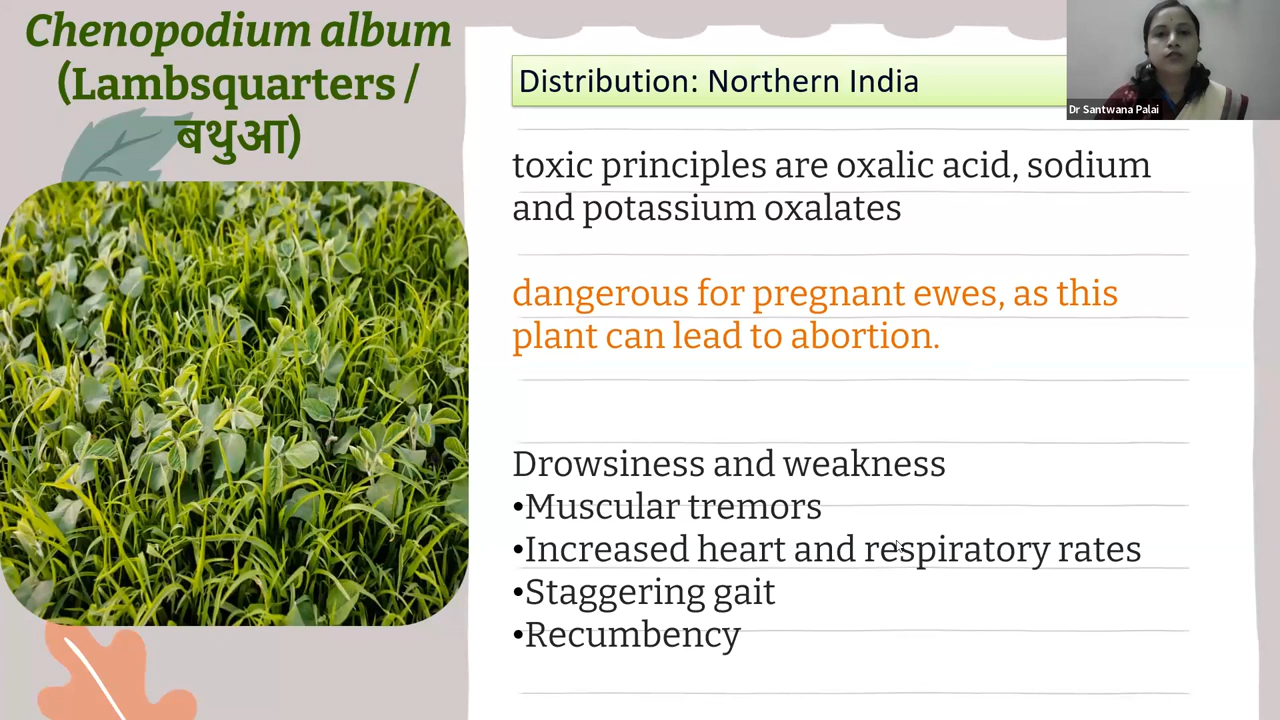 Chenopodium album
(Lambsquarters /
बथुआ)
Distribution: Northern India
Dr Santwana Palai
toxic principles are oxalic acid, sodium
and potassium oxalates
dangerous for pregnant ewes, as this
plant can lead to abortion.
Drowsiness and weakness
•Muscular tremors
•Increased heart and respiratory rates
•Staggering gait
•Recumbency